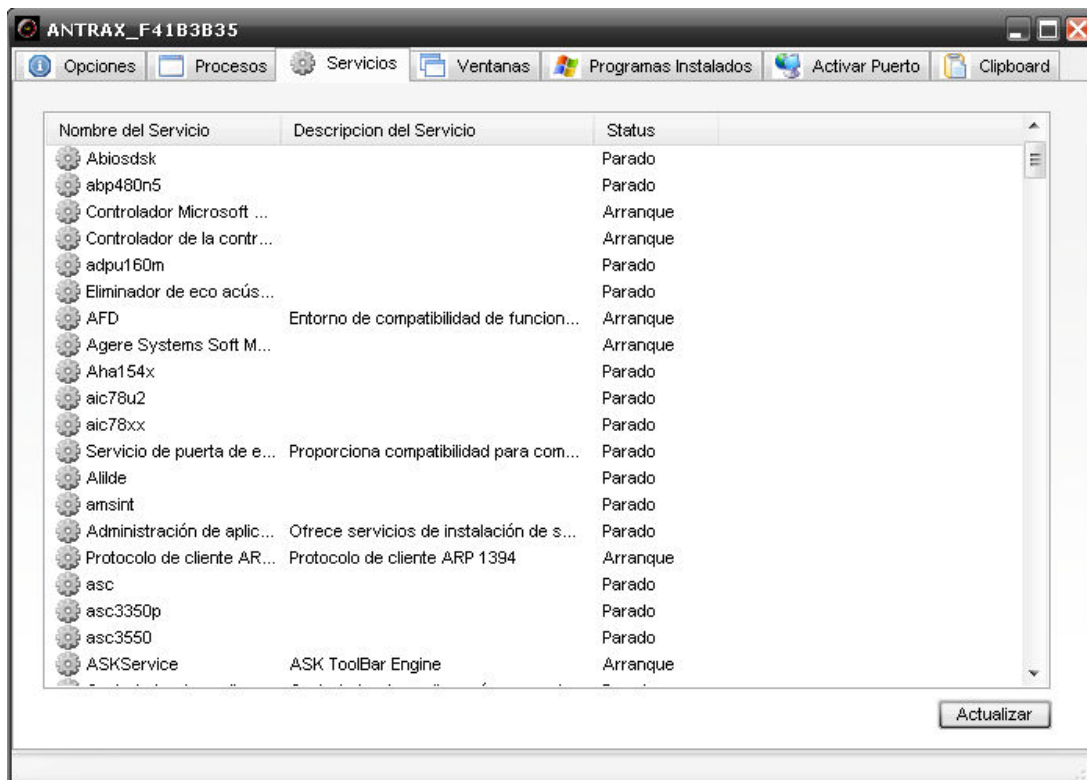 ANTRAX_F41B3B35
Opciones Procesos Servicios Ventanas Programas Instalados Activar Puerto Clipboard
Nombre del Servicio Descripcion del Servicio Status
Abiosdsk Parado
abp480n5 Parado
Controlador Microsoft ... Arranque
Controlador de la contr... Arranque
adpu160m Parado
Eliminador de eco acús... Parado
AFD Entorno de compatibilidad de funcion... Arranque
Agere Systems Soft M... Arranque
Aha154x Parado
aic78u2 Parado
aic78xx Parado
Servicio de puerta de e... Proporciona compatibilidad para com... Parado
AliIde Parado
amsint Parado
Administración de aplic... Ofrece servicios de instalación de s... Parado
Protocolo de cliente AR... Protocolo de cliente ARP 1394 Arranque
asc Parado
asc3350p Parado
asc3550 Parado
ASKService ASK ToolBar Engine Arranque
Actualizar